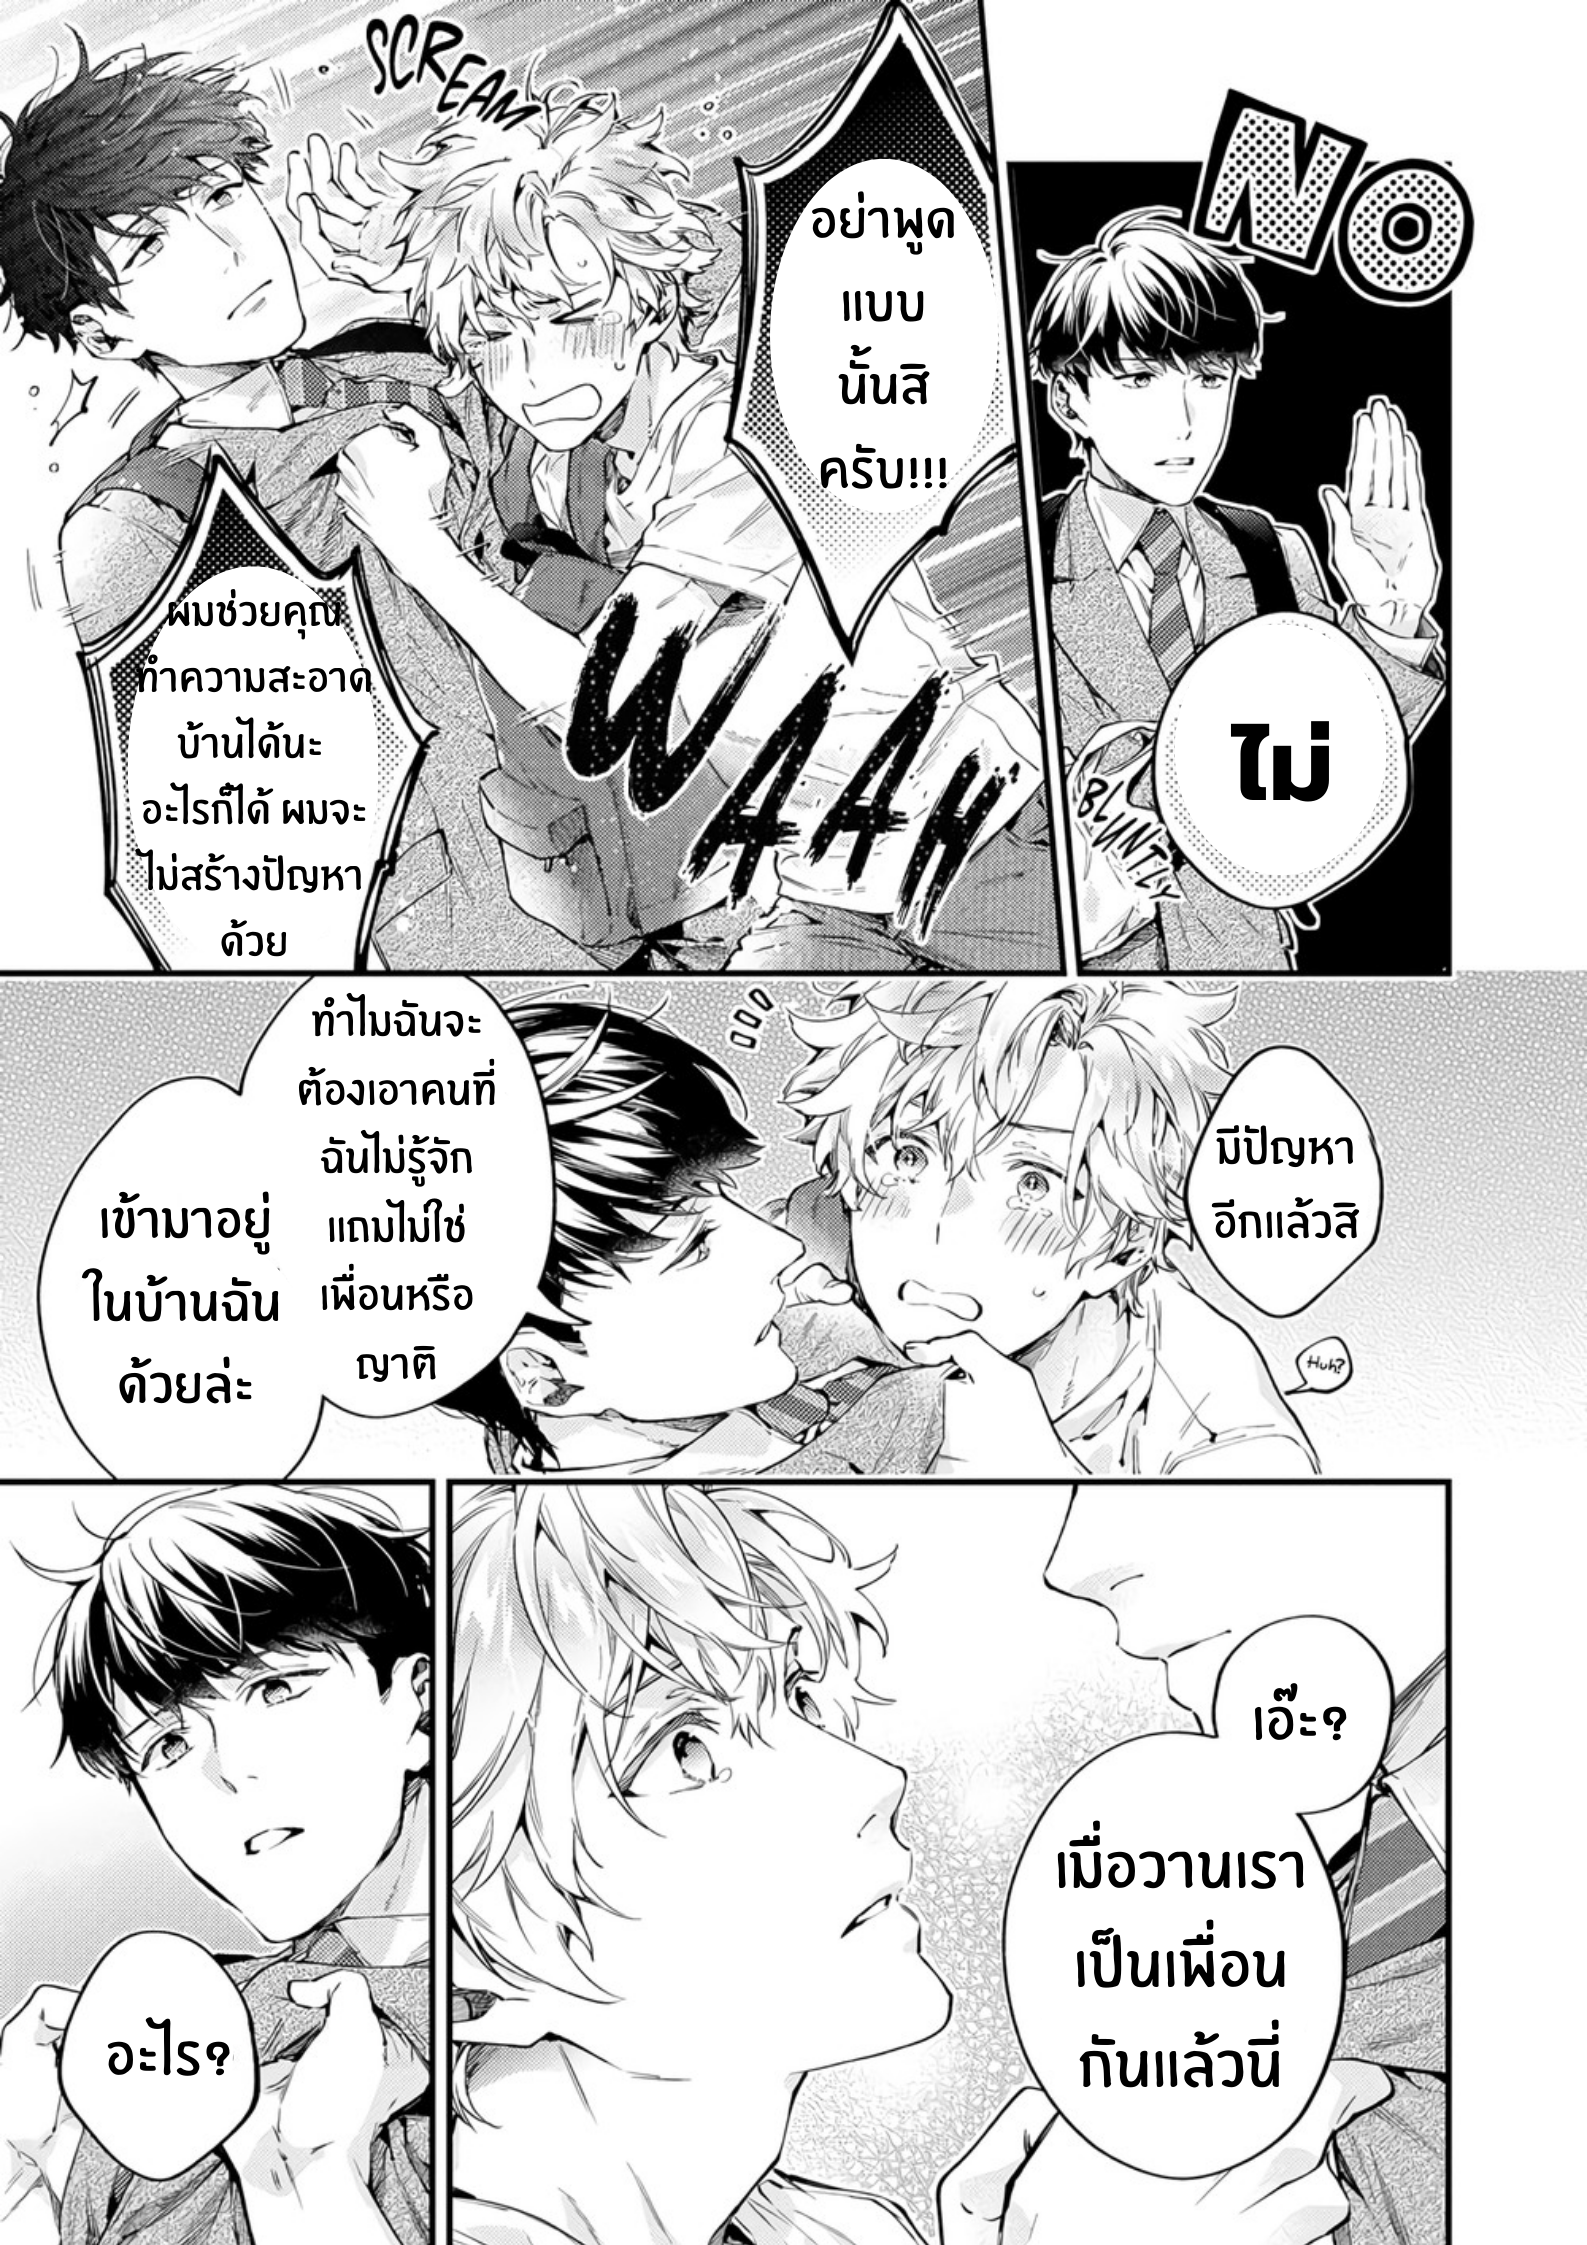 NO
ไม่
BLUNTLY
SCREAM
อย่าพูด
แบบ
นั้นสิ
ครับ!!!
WAAAH
ผมช่วยคุณ
ทำความสะอาด
บ้านได้นะ
อะไรก็ได้ ผมจะ
ไม่สร้างปัญหา
ด้วย
มีปัญหา
อีกแล้วสิ
Huh?
ทำไมฉันจะ
ต้องเอาคนที่
ฉันไม่รู้จัก
แถมไม่ใช่
เพื่อนหรือ
ญาติ
เข้ามาอยู่
ในบ้านฉัน
ด้วยล่ะ
เอ๊ะ?
เมื่อวานเรา
เป็นเพื่อน
กันแล้วนี่
อะไร?